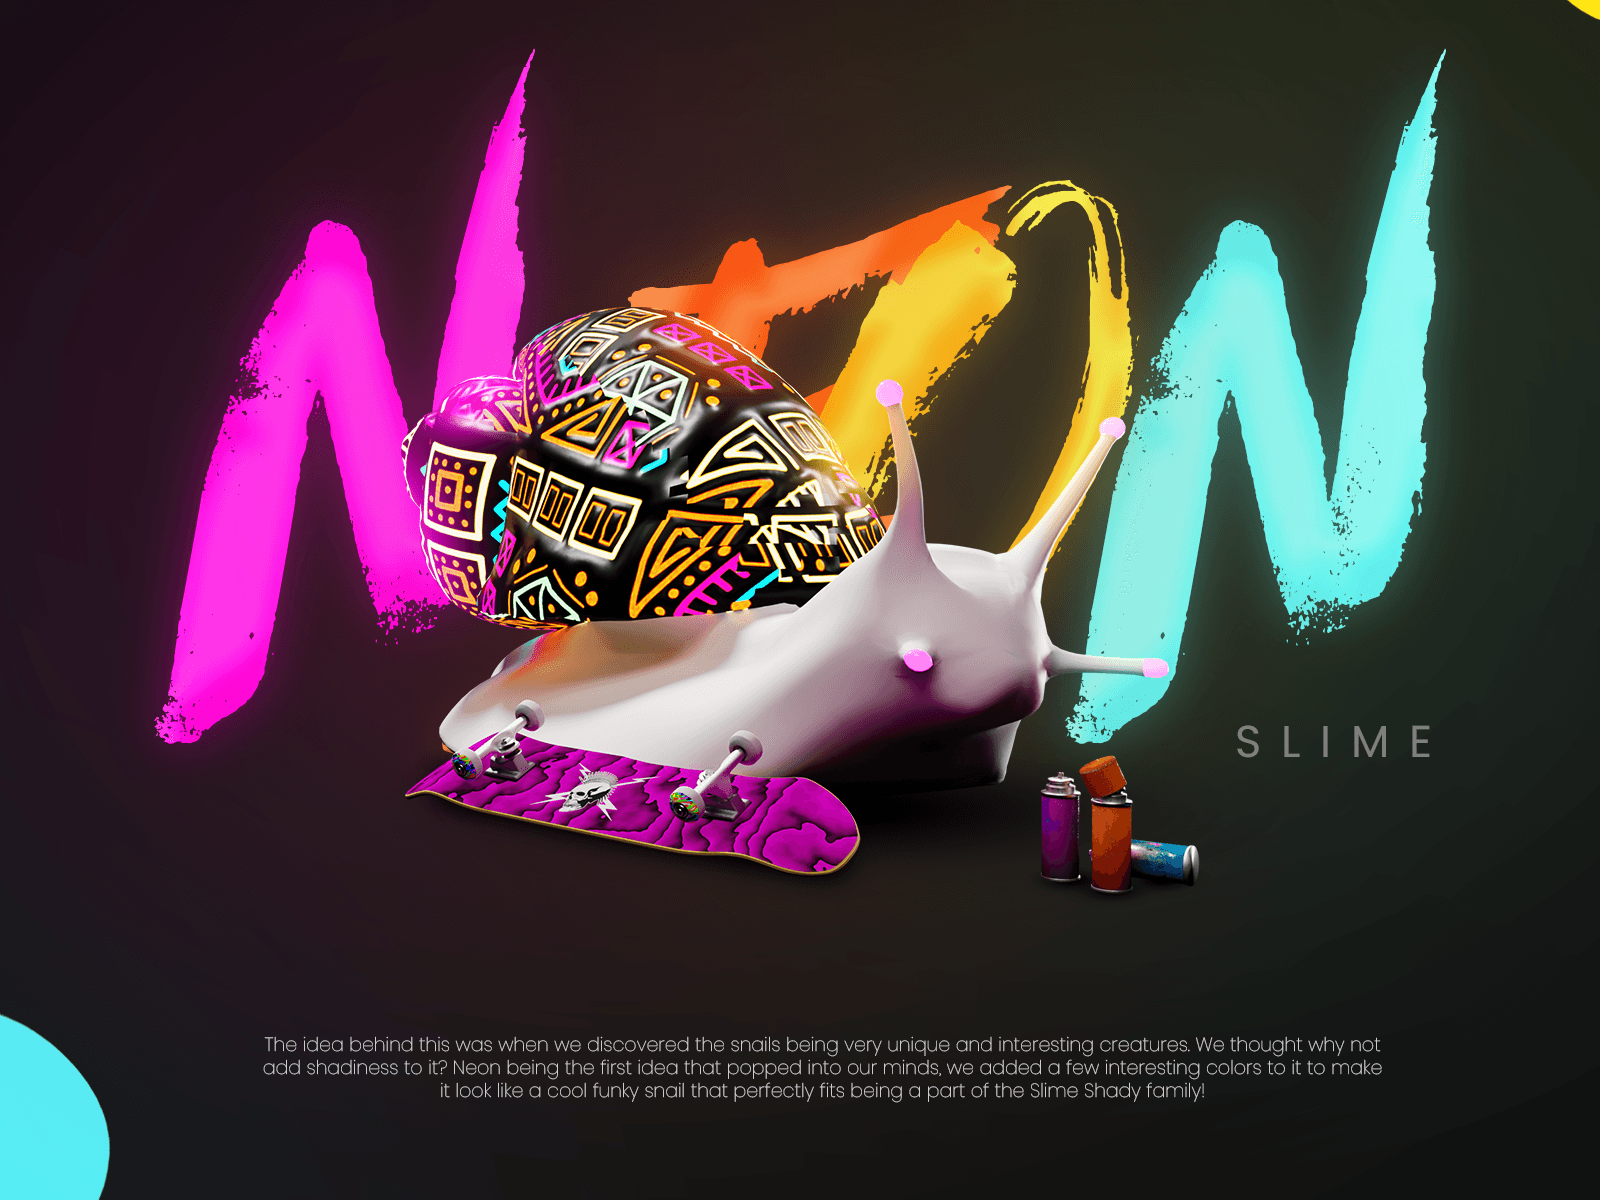 NEON
SLIME
The idea behind this was when we discovered the snails being very unique and interesting creatures. We thought why not
add shadiness to it? Neon being the first idea that popped into our minds, we added a few interesting colors to it to make
it look like a cool funky snail that perfectly fits being a part of the Slime Shady family!